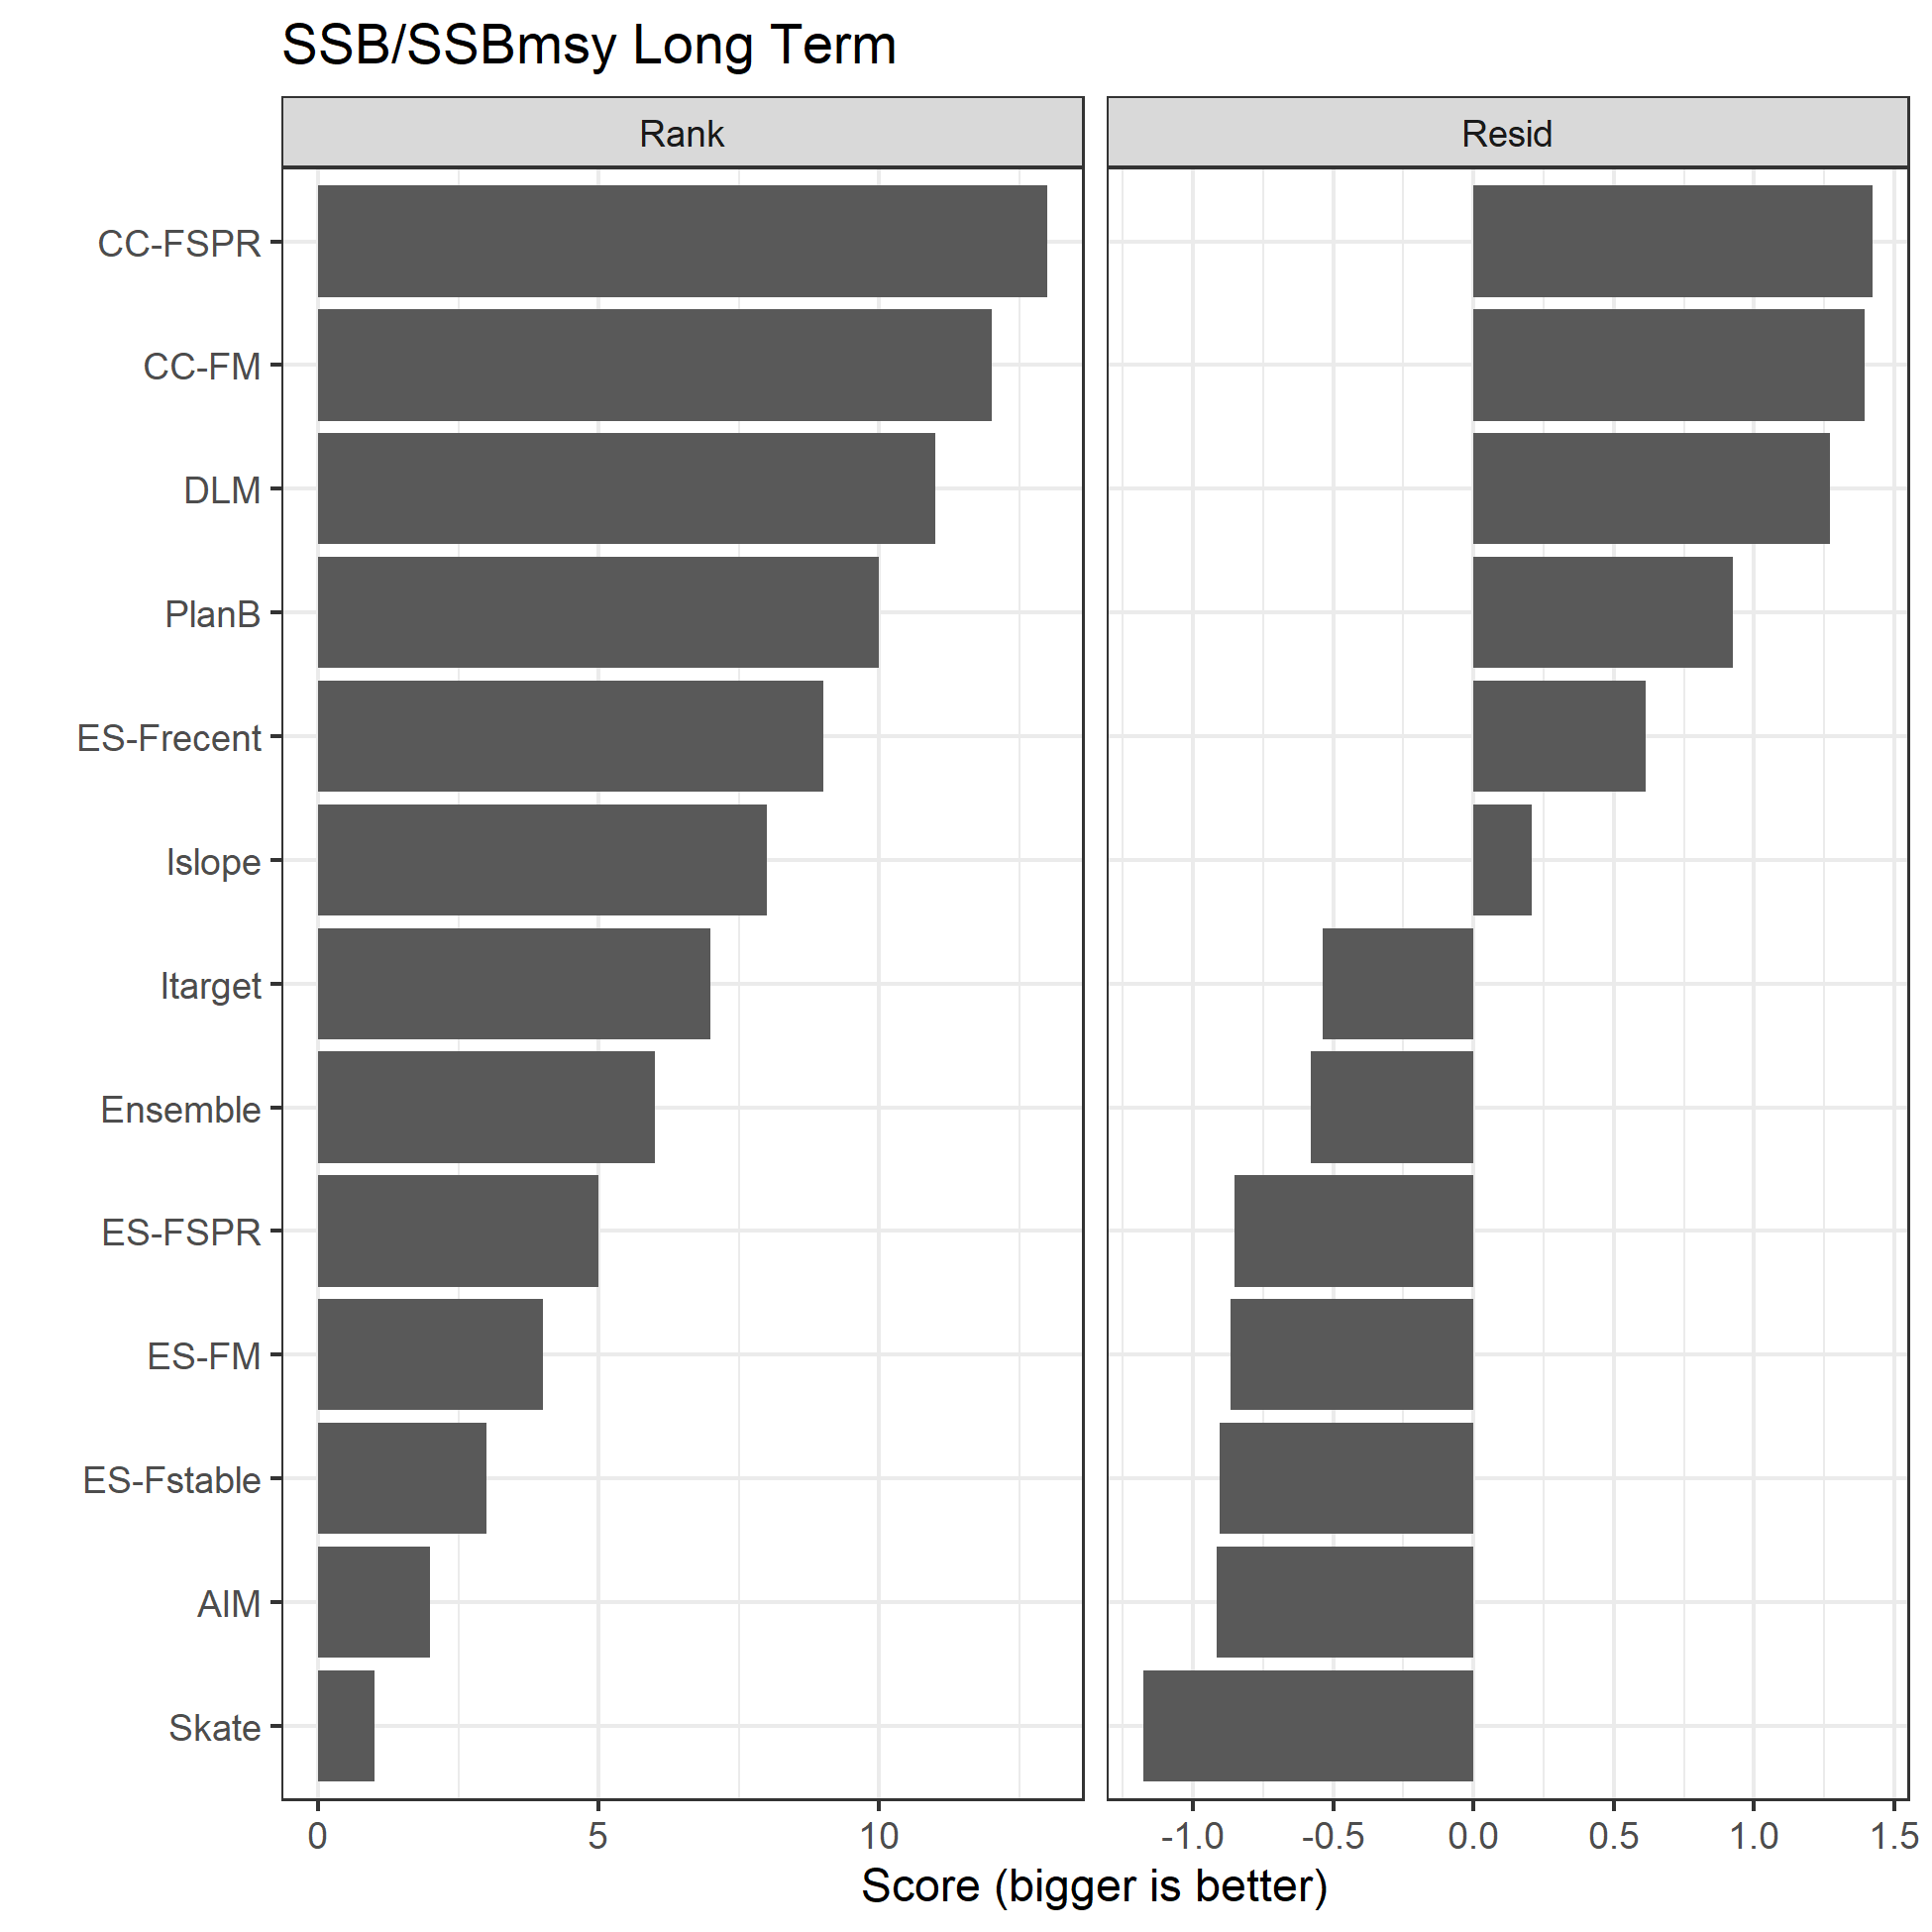 SSB/SSBmsy Long Term
Rank
Resid
CC-FSPR
CC-FM
DLM
PlanB
ES-Frecent
Islope
Itarget
Ensemble
ES-FSPR
ES-FM
ES-Fstable
AIM
Skate
0 5 10
-1.0 -0.5 0.0 0.5 1.0 1.5
Score (bigger is better)